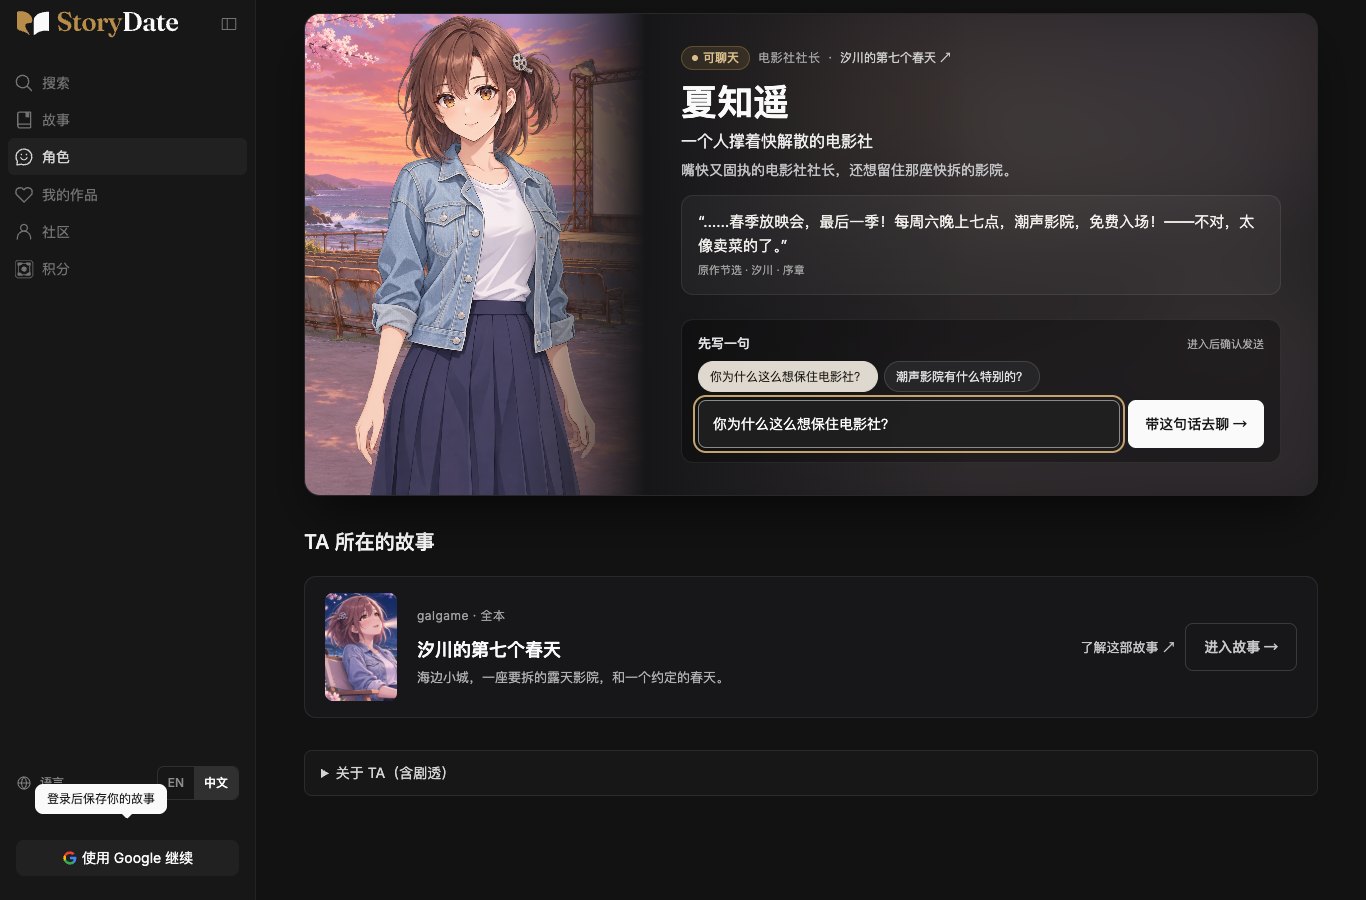 StoryDate
搜索
故事
角色
我的作品
社区
积分
语言
EN
中文
登录后保存你的故事
使用 Google 继续
可聊天
电影社社长 · 汐川的第七个春天 ↗
夏知遥
一个人撑着快解散的电影社
嘴快又固执的电影社社长，还想留住那座快拆的影院。
“……春季放映会，最后一季！每周六晚上七点，潮声影院，免费入场！——不对，太
像卖菜的了。”
原作节选 · 汐川 · 序章
先写一句
进入后确认发送
你为什么这么想保住电影社？
潮声影院有什么特别的？
你为什么这么想保住电影社？
带这句话去聊 →
TA 所在的故事
galgame · 全本
汐川的第七个春天
海边小城，一座要拆的露天影院，和一个约定的春天。
了解这部故事 ↗
进入故事 →
▶ 关于 TA（含剧透）